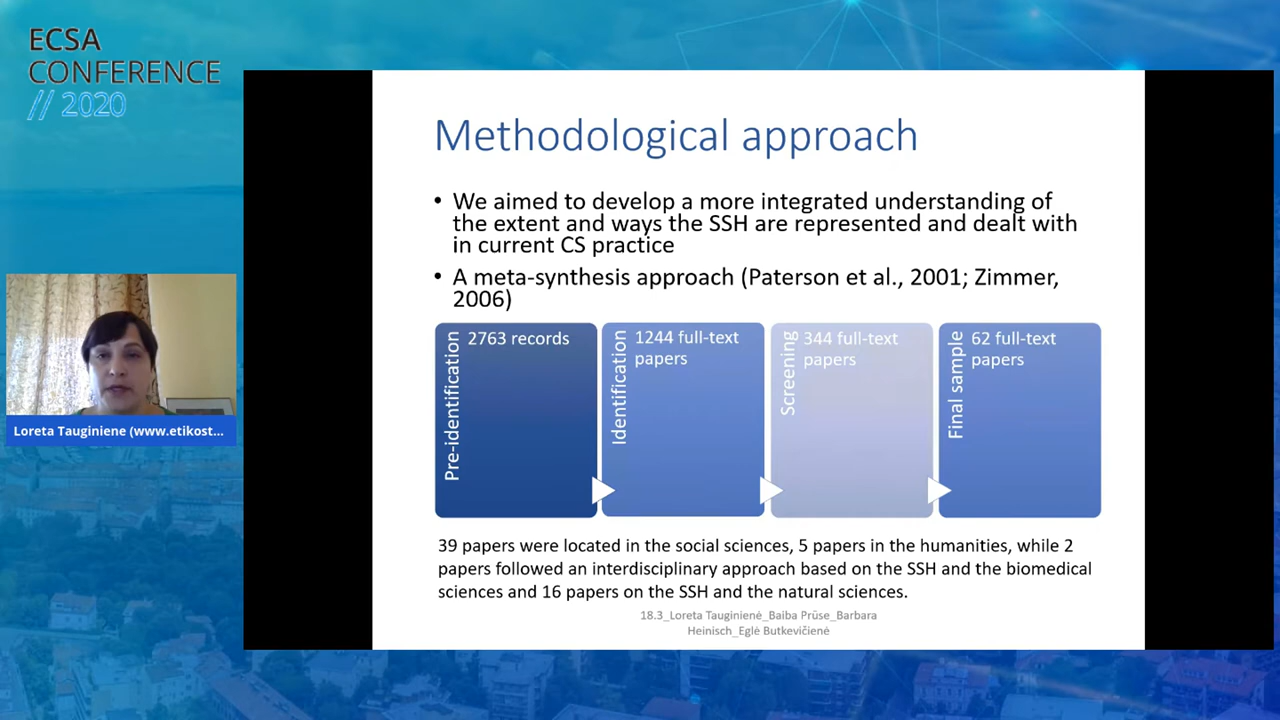 ECSA
CONFERENCE
// 2020
Methodological approach
• We aimed to develop a more integrated understanding of
the extent and ways the SSH are represented and dealt with
in current CS practice
• A meta-synthesis approach (Paterson et al., 2001; Zimmer,
2006)
Pre-identification
2763 records
Identification
1244 full-text
papers
Screening
344 full-text
papers
Final sample
62 full-text
papers
39 papers were located in the social sciences, 5 papers in the humanities, while 2
papers followed an interdisciplinary approach based on the SSH and the biomedical
sciences and 16 papers on the SSH and the natural sciences.
18.3_Loreta Tauginienė_Baiba Prūse_Barbara
Heinisch_Eglė Butkevičienė
Loreta Tauginiene (www.etikost...